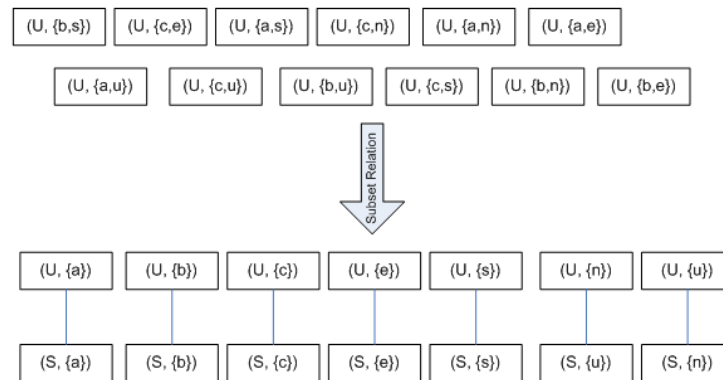 (U, {b,s}) (U, {c,e}) (U, {a,s}) (U, {c,n}) (U, {a,n}) (U, {a,e})
(U, {a,u}) (U, {c,u}) (U, {b,u}) (U, {c,s}) (U, {b,n}) (U, {b,e})
Subset Relation
(U, {a}) (U, {b}) (U, {c}) (U, {e}) (U, {s}) (U, {n}) (U, {u})
(S, {a}) (S, {b}) (S, {c}) (S, {e}) (S, {s}) (S, {u}) (S, {n})